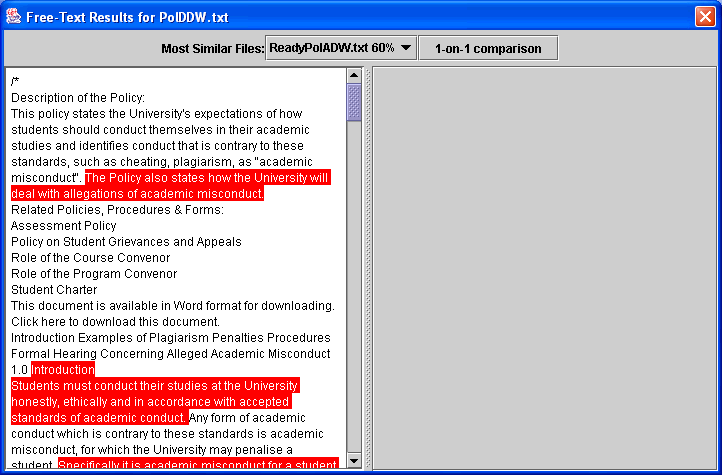 Free-Text Results for PolDDW.txt
Most Similar Files: ReadyPolADW.txt 60% 1-on-1 comparison
/*
Description of the Policy:
This policy states the University's expectations of how
students should conduct themselves in their academic
studies and identifies conduct that is contrary to these
standards, such as cheating, plagiarism, as "academic
misconduct". The Policy also states how the University will
deal with allegations of academic misconduct.
Related Policies, Procedures & Forms:
Assessment Policy
Policy on Student Grievances and Appeals
Role of the Course Convenor
Role of the Program Convenor
Student Charter
This document is available in Word format for downloading.
Click here to download this document.
Introduction Examples of Plagiarism Penalties Procedures
Formal Hearing Concerning Alleged Academic Misconduct
1.0 Introduction
Students must conduct their studies at the University
honestly, ethically and in accordance with accepted
standards of academic conduct. Any form of academic
conduct which is contrary to these standards is academic
misconduct, for which the University may penalise a
student. Specifically it is academic misconduct for a student